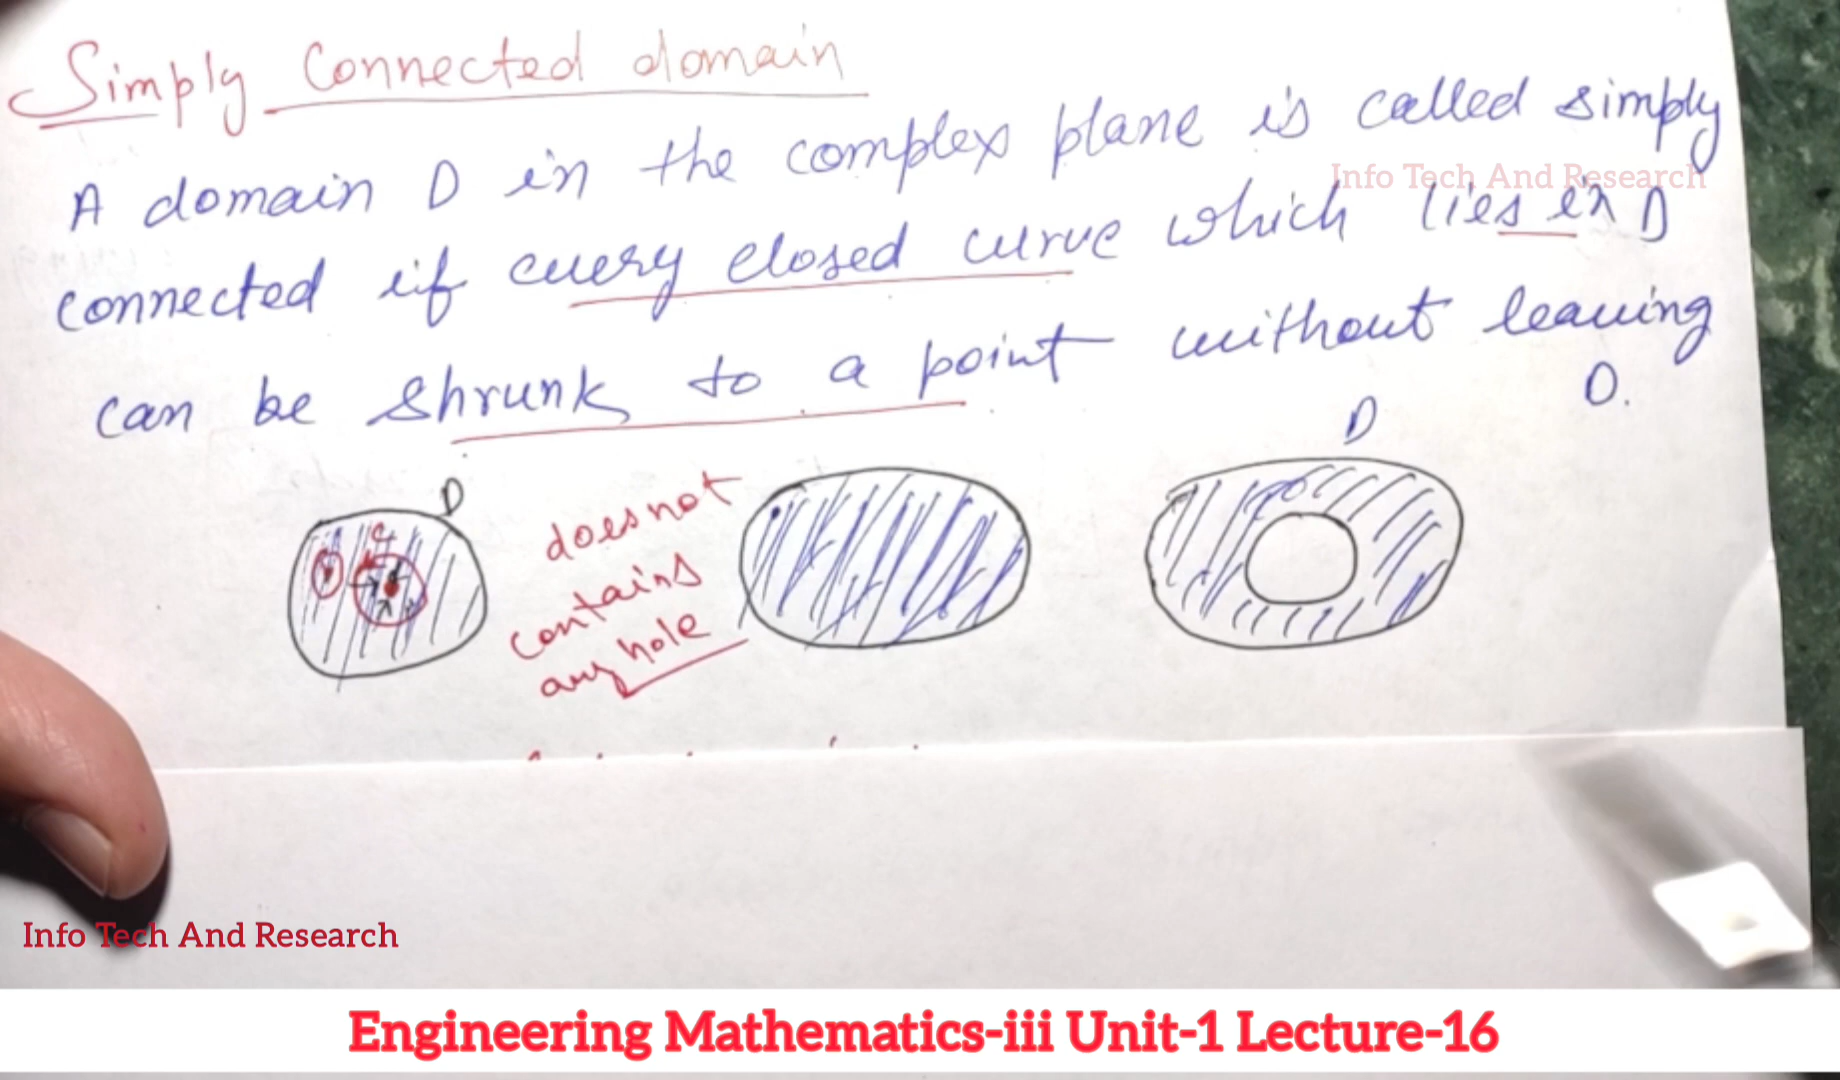 Simply Connected domain
A domain D in the complex plane is called simply
Info Tech And Research
connected if every closed curve which lies in D
can be shrunk to a point without leaving
D.
D
D
C
does not
contains
any hole
Info Tech And Research
Engineering Mathematics-iii Unit-1 Lecture-16